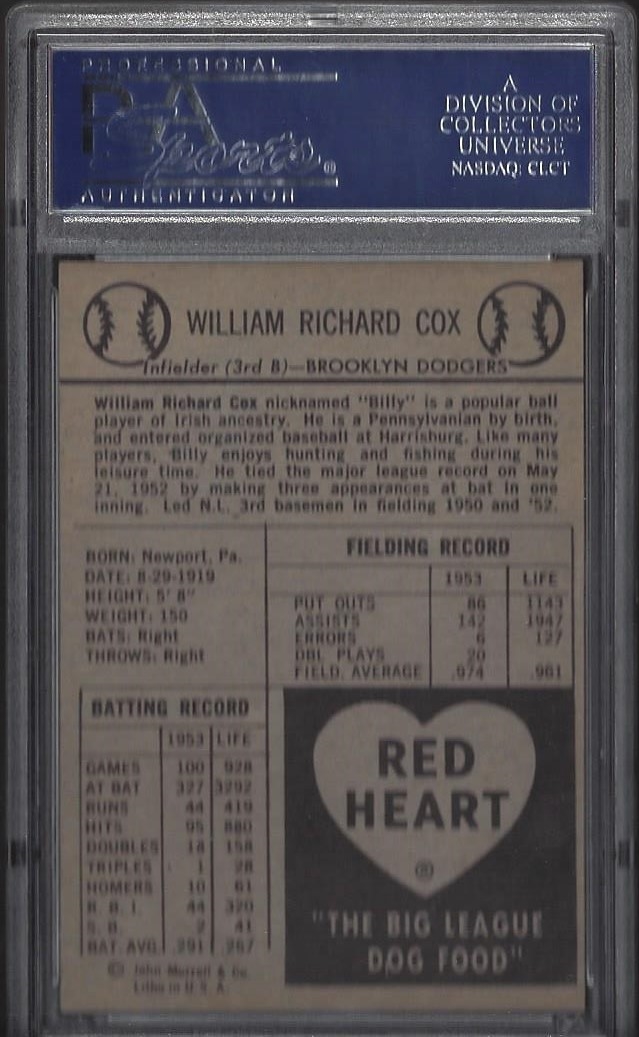 PROFESSIONAL
PSA
Sports®
AUTHENTICATOR
A
DIVISION OF
COLLECTORS
UNIVERSE
NASDAQ: CLCT
WILLIAM RICHARD COX
Infielder (3rd B)—BROOKLYN DODGERS
William Richard Cox nicknamed "Billy" is a popular ball
player of Irish ancestry. He is a Pennsylvanian by birth,
and entered organized baseball at Harrisburg. Like many
players, Billy enjoys hunting and fishing during his
leisure time. He tied the major league record on May
21, 1952 by making three appearances at bat in one
inning. Led N.L. 3rd basemen in fielding 1950 and '52.
BORN: Newport, Pa.
DATE: 8-29-1919
HEIGHT: 5' 8"
WEIGHT: 150
BATS: Right
THROWS: Right
FIELDING RECORD
1953 LIFE
PUT OUTS 86 1143
ASSISTS 142 1947
ERRORS 6 127
DBL PLAYS 20
FIELD. AVERAGE .974 .961
BATTING RECORD
1953 LIFE
GAMES 100 928
AT BAT 327 3292
RUNS 44 419
HITS 95 880
DOUBLES 18 158
TRIPLES 1 28
HOMERS 10 61
R. B. I. 44 320
S. B. 2 41
BAT. AVG. .291 .267
© John Morrell & Co.
Litho in U. S. A.
RED
HEART
®
"THE BIG LEAGUE
DOG FOOD"